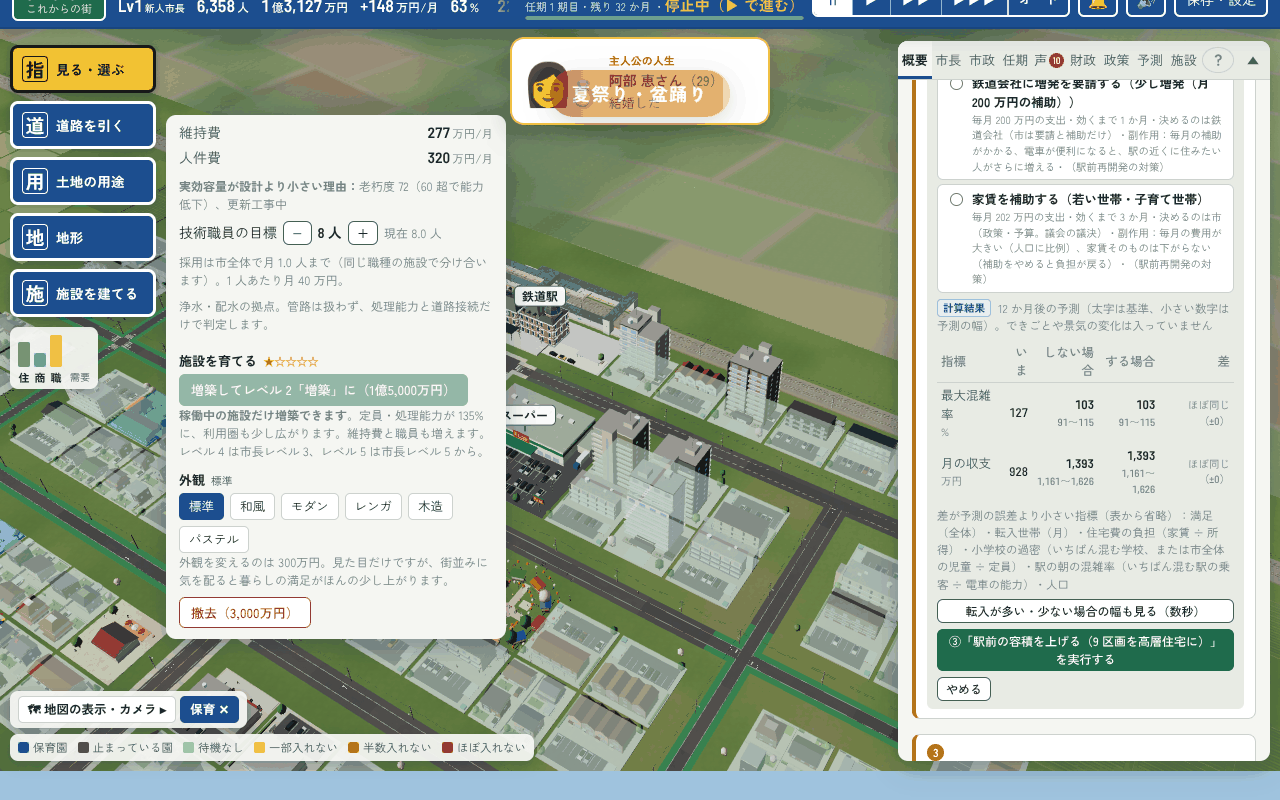 これからの街
Lv1 新人市長 6,358 人 1 億3,127 万円 +148 万円/月 63 %
任期 1 期目・残り 32 か月・停止中（▶ で進む）
保存・設定
指 見る・選ぶ
道 道路を引く
用 土地の用途
地 地形
施 施設を建てる
住 商 職 需要
主人公の人生
阿部 恵さん（29）
結婚した
夏祭り・盆踊り
維持費 277 万円/月
人件費 320 万円/月
実効容量が設計より小さい理由：老朽度 72（60 超で能力
低下）、更新工事中
技術職員の目標 − 8 人 + 現在 8.0 人
採用は市全体で月 1.0 人まで（同じ職種の施設で分け合い
ます）。1 人あたり月 40 万円。
浄水・配水の拠点。管路は扱わず、処理能力と道路接続だ
けで判定します。
施設を育てる ★☆☆☆☆
増築してレベル 2「増築」に（1億5,000万円）
稼働中の施設だけ増築できます。定員・処理能力が 135%
に、利用圏も少し広がります。維持費と職員も増えます。
レベル 4 は市長レベル 3、レベル 5 は市長レベル 5 から。
外観 標準
標準 和風 モダン レンガ 木造
パステル
外観を変えるのは 300万円。見た目だけですが、街並みに
気を配ると暮らしの満足がほんの少し上がります。
撤去（3,000万円）
鉄道駅
スーパー
🗺 地図の表示・カメラ ▸ 保育 ✕
保育園 止まっている園 待機なし 一部入れない 半数入れない ほぼ入れない
概要 市長 市政 任期 声 10 財政 政策 予測 施設 ? ▲
鉄道会社に増発を要請する（少し増発（月
200 万円の補助））
毎月 200 万円の支出・効くまで 1 か月・決めるのは鉄
道会社（市は要請と補助だけ）・副作用：毎月の補助
がかかる、電車が便利になると、駅の近くに住みたい
人がさらに増える・（駅前再開発の対策）
家賃を補助する（若い世帯・子育て世帯）
毎月 202 万円の支出・効くまで 3 か月・決めるのは市
（政策・予算。議会の議決）・副作用：毎月の費用が
大きい（人口に比例）、家賃そのものは下がらない
（補助をやめると負担が戻る）・（駅前再開発の対
策）
計算結果 12 か月後の予測（太字は基準、小さい数字は
予測の幅）。できごとや景気の変化は入っていません
指標 いま しない場合 する場合 差
最大混雑率 % 127 103 91〜115 103 91〜115 ほぼ同じ（±0）
月の収支 万円 928 1,393 1,161〜1,626 1,393 1,161〜1,626 ほぼ同じ（±0）
差が予測の誤差より小さい指標（表から省略）：満足
（全体）・転入世帯（月）・住宅費の負担（家賃 ÷ 所
得）・小学校の過密（いちばん混む学校、または市全体
の児童 ÷ 定員）・駅の朝の混雑率（いちばん混む駅の乗
客 ÷ 電車の能力）・人口
転入が多い・少ない場合の幅も見る（数秒）
③「駅前の容積を上げる（9 区画を高層住宅に）」
を実行する
やめる
3